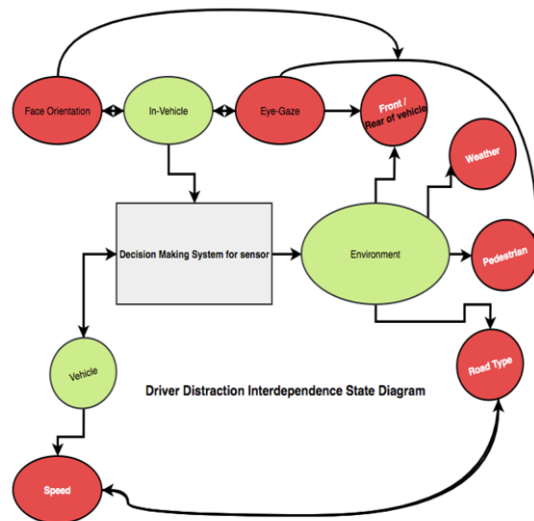 Face Orientation
In-Vehicle
Eye-Gaze
Front /
Rear of vehicle
Weather
Decision Making System for sensor
Environment
Pedestrian
Vehicle
Road Type
Driver Distraction Interdependence State Diagram
Speed